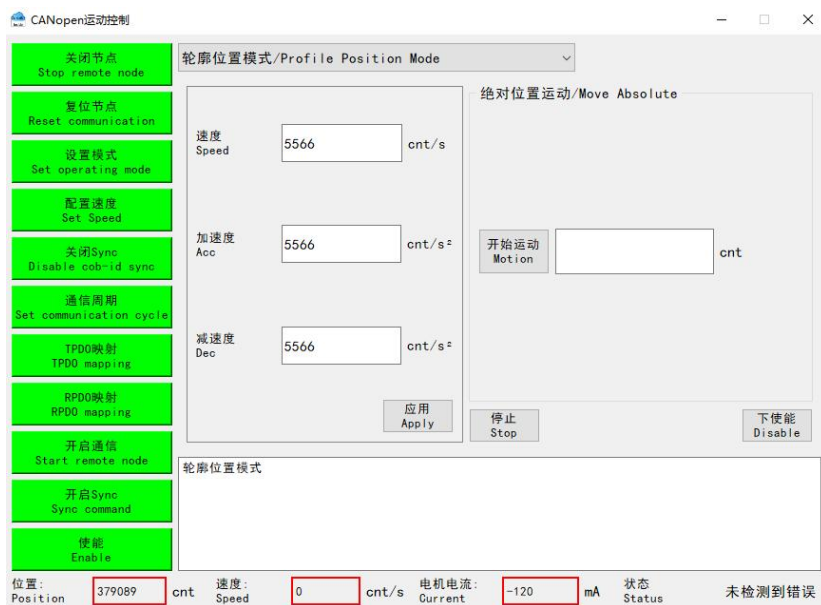 CANopen运动控制
关闭节点
Stop remote node
复位节点
Reset communication
设置模式
Set operating mode
配置速度
Set Speed
关闭Sync
Disable cob-id sync
通信周期
Set communication cycle
TPDO映射
TPDO mapping
RPDO映射
RPDO mapping
开启通信
Start remote node
开启Sync
Sync command
使能
Enable
轮廓位置模式/Profile Position Mode
速度
Speed
5566 cnt/s
加速度
Acc
5566 cnt/s²
减速度
Dec
5566 cnt/s²
应用
Apply
绝对位置运动/Move Absolute
开始运动
Motion
cnt
停止
Stop
下使能
Disable
轮廓位置模式
位置:
Position
379089 cnt
速度:
Speed
0 cnt/s
电机电流:
Current
-120 mA
状态
Status
未检测到错误